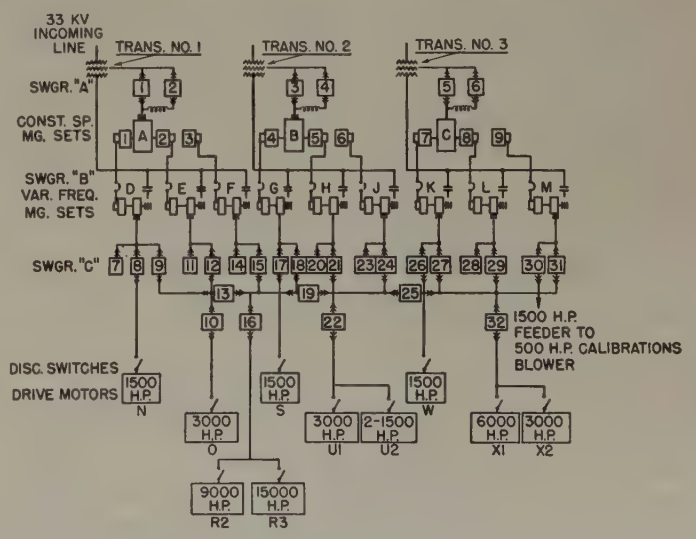 33 KV
INCOMING
LINE
TRANS. NO. 1
TRANS. NO. 2
TRANS. NO. 3
SWGR. "A"
1 2 3 4 5 6
CONST. SP.
MG. SETS
1 A 2 3 4 B 5 6 7 C 8 9
SWGR. "B"
VAR. FREQ.
MG. SETS
D E F G H J K L M
SWGR. "C"
7 8 9 11 12 14 15 17 18 20 21 23 24 26 27 28 29 30 31
13 19 25
10 16 22 32
1500 H.P.
FEEDER TO
500 H.P. CALIBRATIONS
BLOWER
DISC. SWITCHES
DRIVE MOTORS
1500
H.P.
N
1500
H.P.
S
1500
H.P.
W
3000
H.P.
O
3000
H.P.
U1
2-1500
H.P.
U2
6000
H.P.
X1
3000
H.P.
X2
9000
H.P.
R2
15000
H.P.
R3